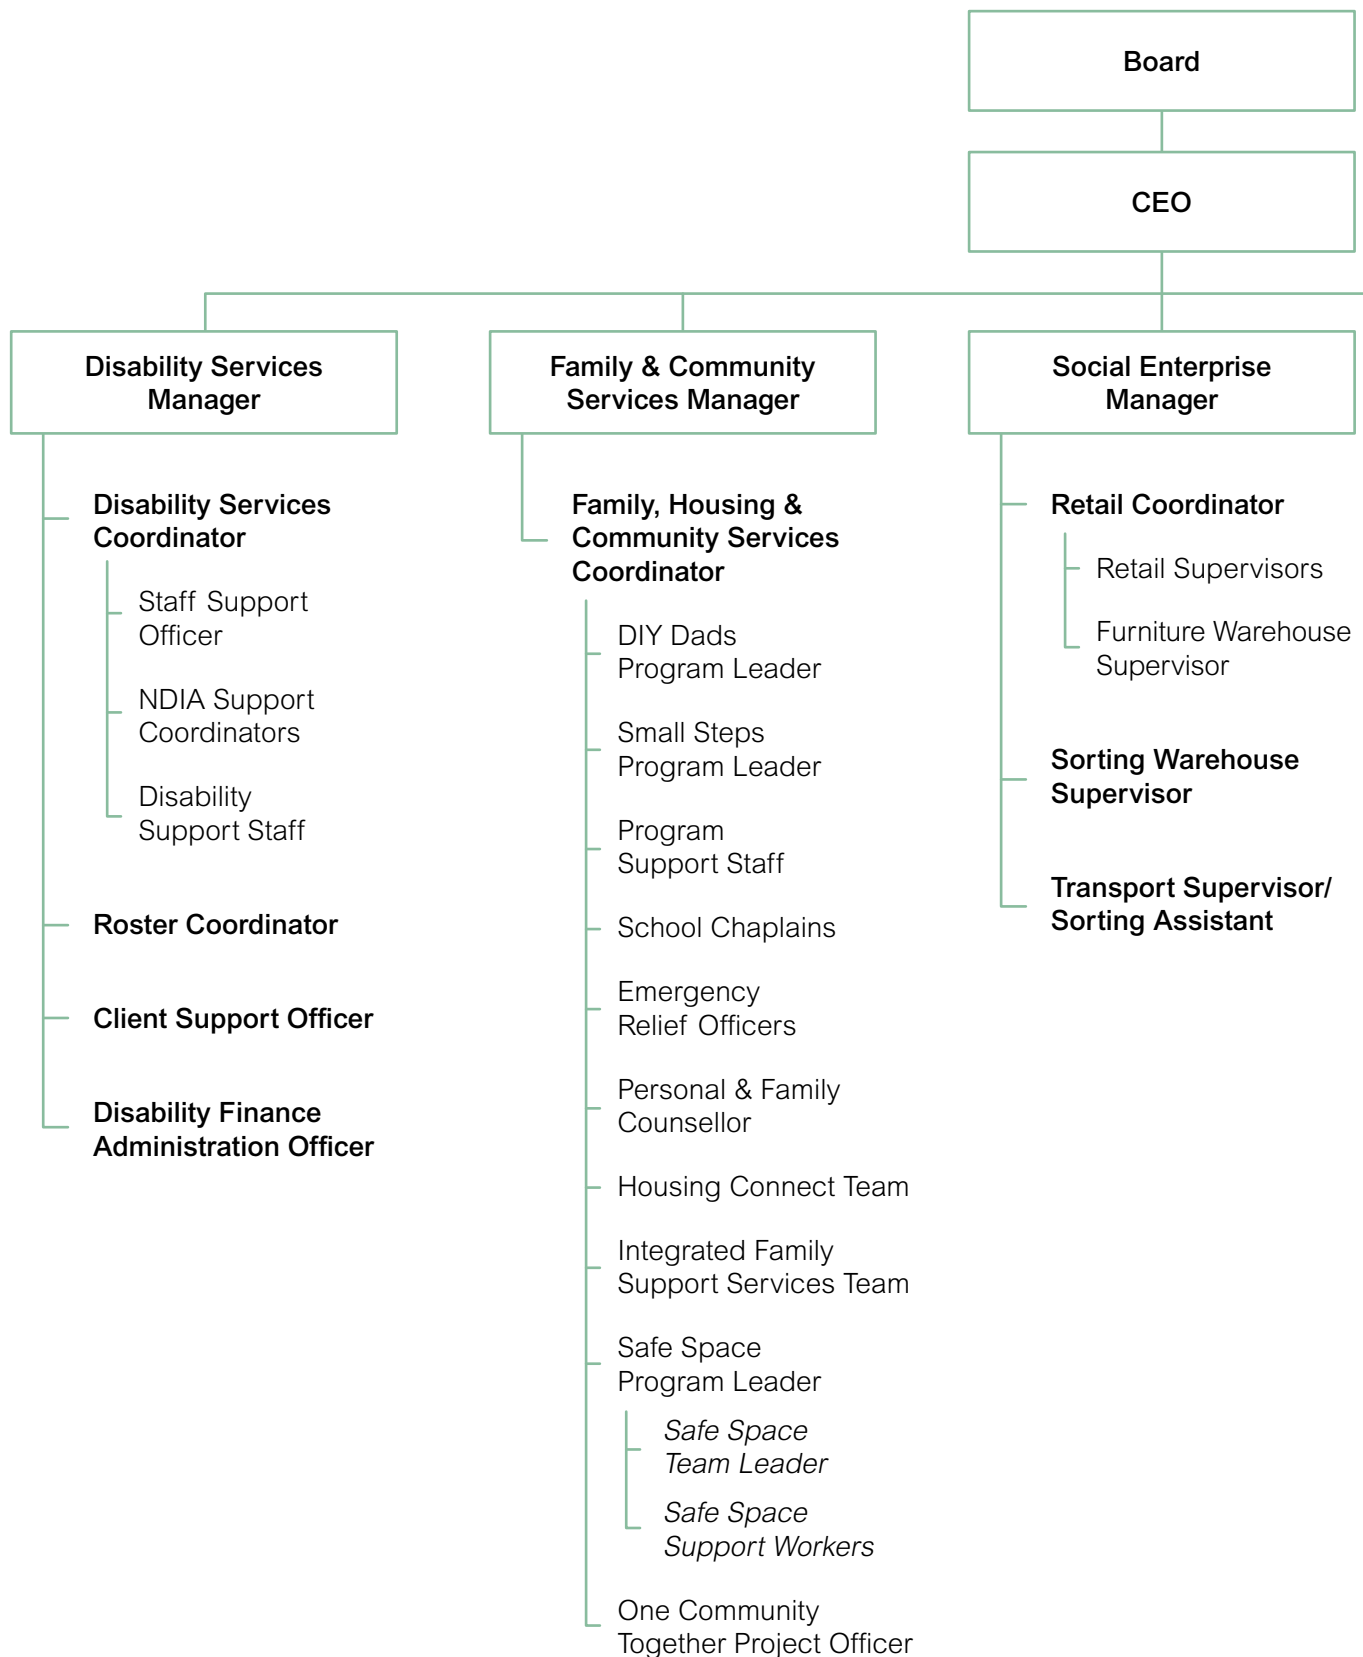 Board
CEO
Disability Services
Manager
Disability Services
Coordinator
Staff Support
Officer
NDIA Support
Coordinators
Disability
Support Staff
Roster Coordinator
Client Support Officer
Disability Finance
Administration Officer
Family & Community
Services Manager
Family, Housing &
Community Services
Coordinator
DIY Dads
Program Leader
Small Steps
Program Leader
Program
Support Staff
School Chaplains
Emergency
Relief Officers
Personal & Family
Counsellor
Housing Connect Team
Integrated Family
Support Services Team
Safe Space
Program Leader
Safe Space
Team Leader
Safe Space
Support Workers
One Community
Together Project Officer
Social Enterprise
Manager
Retail Coordinator
Retail Supervisors
Furniture Warehouse
Supervisor
Sorting Warehouse
Supervisor
Transport Supervisor/
Sorting Assistant